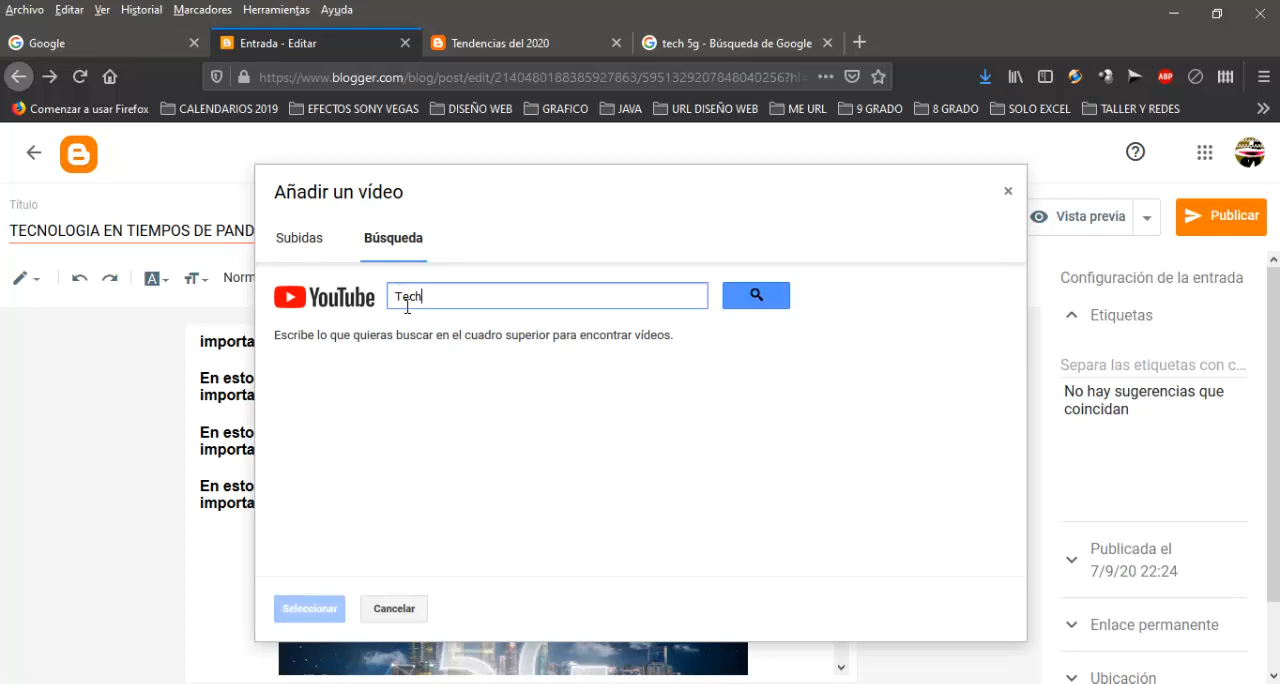 Archivo Editar Ver Historial Marcadores Herramientas Ayuda
Google
Entrada - Editar
Tendencias del 2020
tech 5g - Búsqueda de Google
https://www.blogger.com/blog/post/edit/2140480188385927863/5951329207848040256?hl=
ABP
Comenzar a usar Firefox CALENDARIOS 2019 EFECTOS SONY VEGAS DISEÑO WEB GRAFICO JAVA URL DISEÑO WEB ME URL 9 GRADO 8 GRADO SOLO EXCEL TALLER Y REDES
Título
TECNOLOGIA EN TIEMPOS DE PAND
Vista previa
Publicar
Norm
Añadir un vídeo
Subidas Búsqueda
YouTube Tech
Escribe lo que quieras buscar en el cuadro superior para encontrar vídeos.
Seleccionar Cancelar
importa
En esto
importa
En esto
importa
En esto
importa
5G
Configuración de la entrada
Etiquetas
Separa las etiquetas con c...
No hay sugerencias que
coincidan
Publicada el
7/9/20 22:24
Enlace permanente
Ubicación